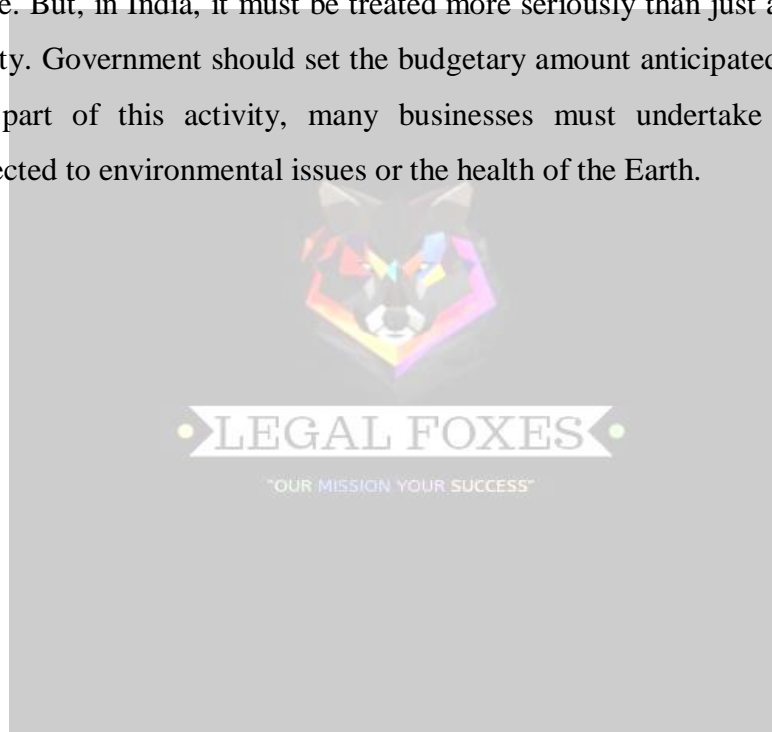 e. But, in India, it must be treated more seriously than just a
ty. Government should set the budgetary amount anticipated
part of this activity, many businesses must undertake
ected to environmental issues or the health of the Earth.
LEGAL FOXES
"OUR MISSION YOUR SUCCESS"